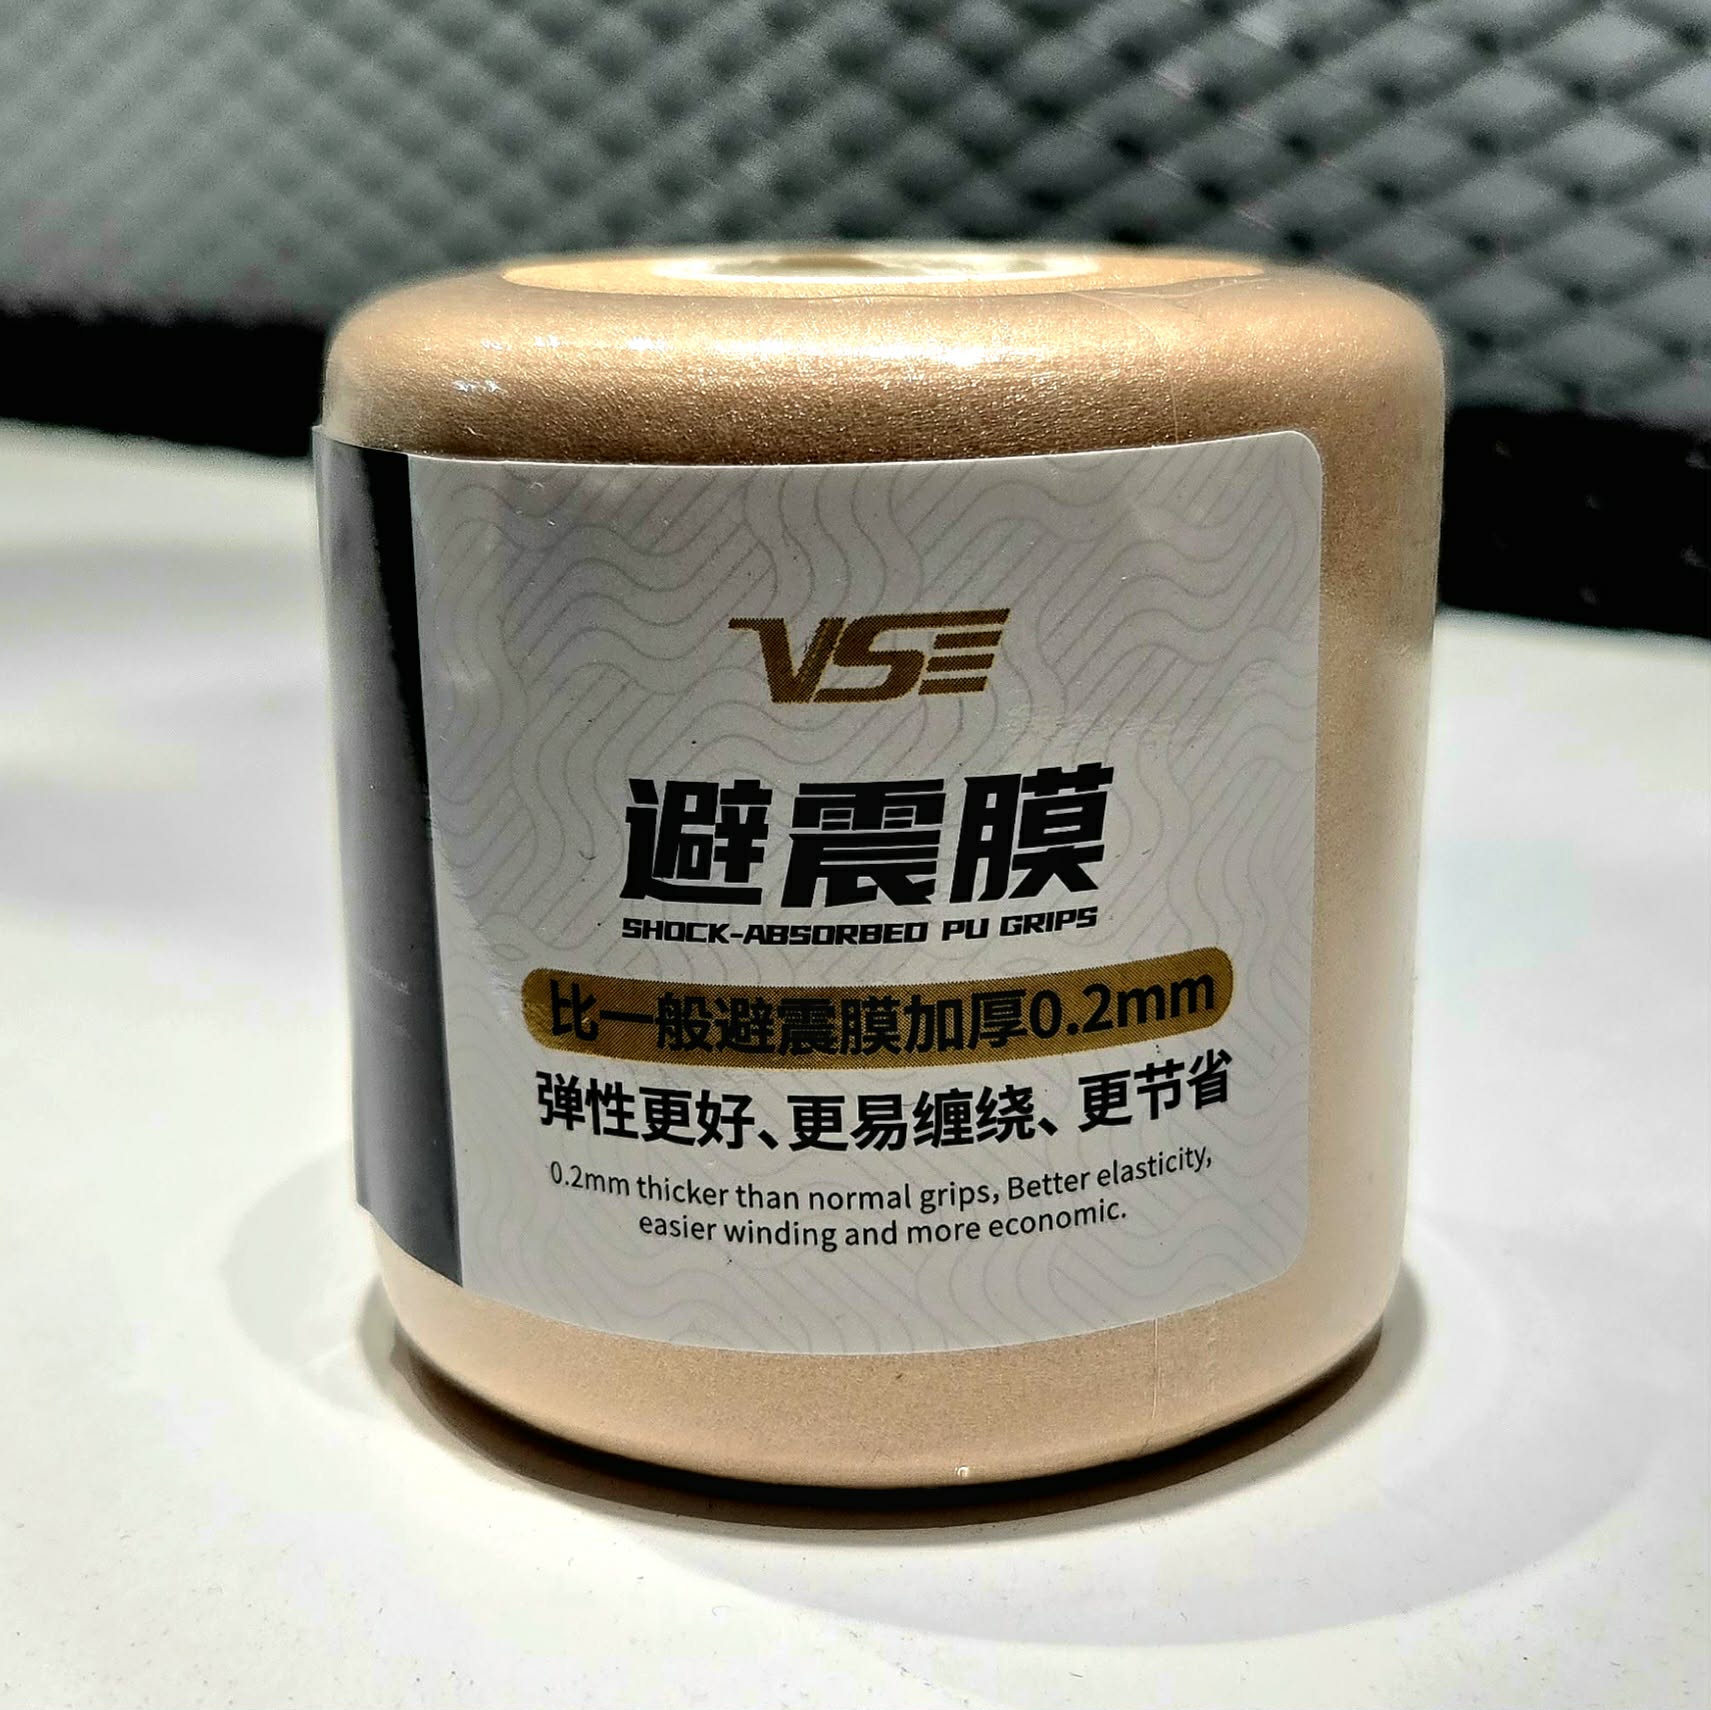 VSE
避震膜
SHOCK-ABSORBED PU GRIPS
比一般避震膜加厚0.2mm
弹性更好、更易缠绕、更节省
0.2mm thicker than normal grips, Better elasticity,
easier winding and more economic.